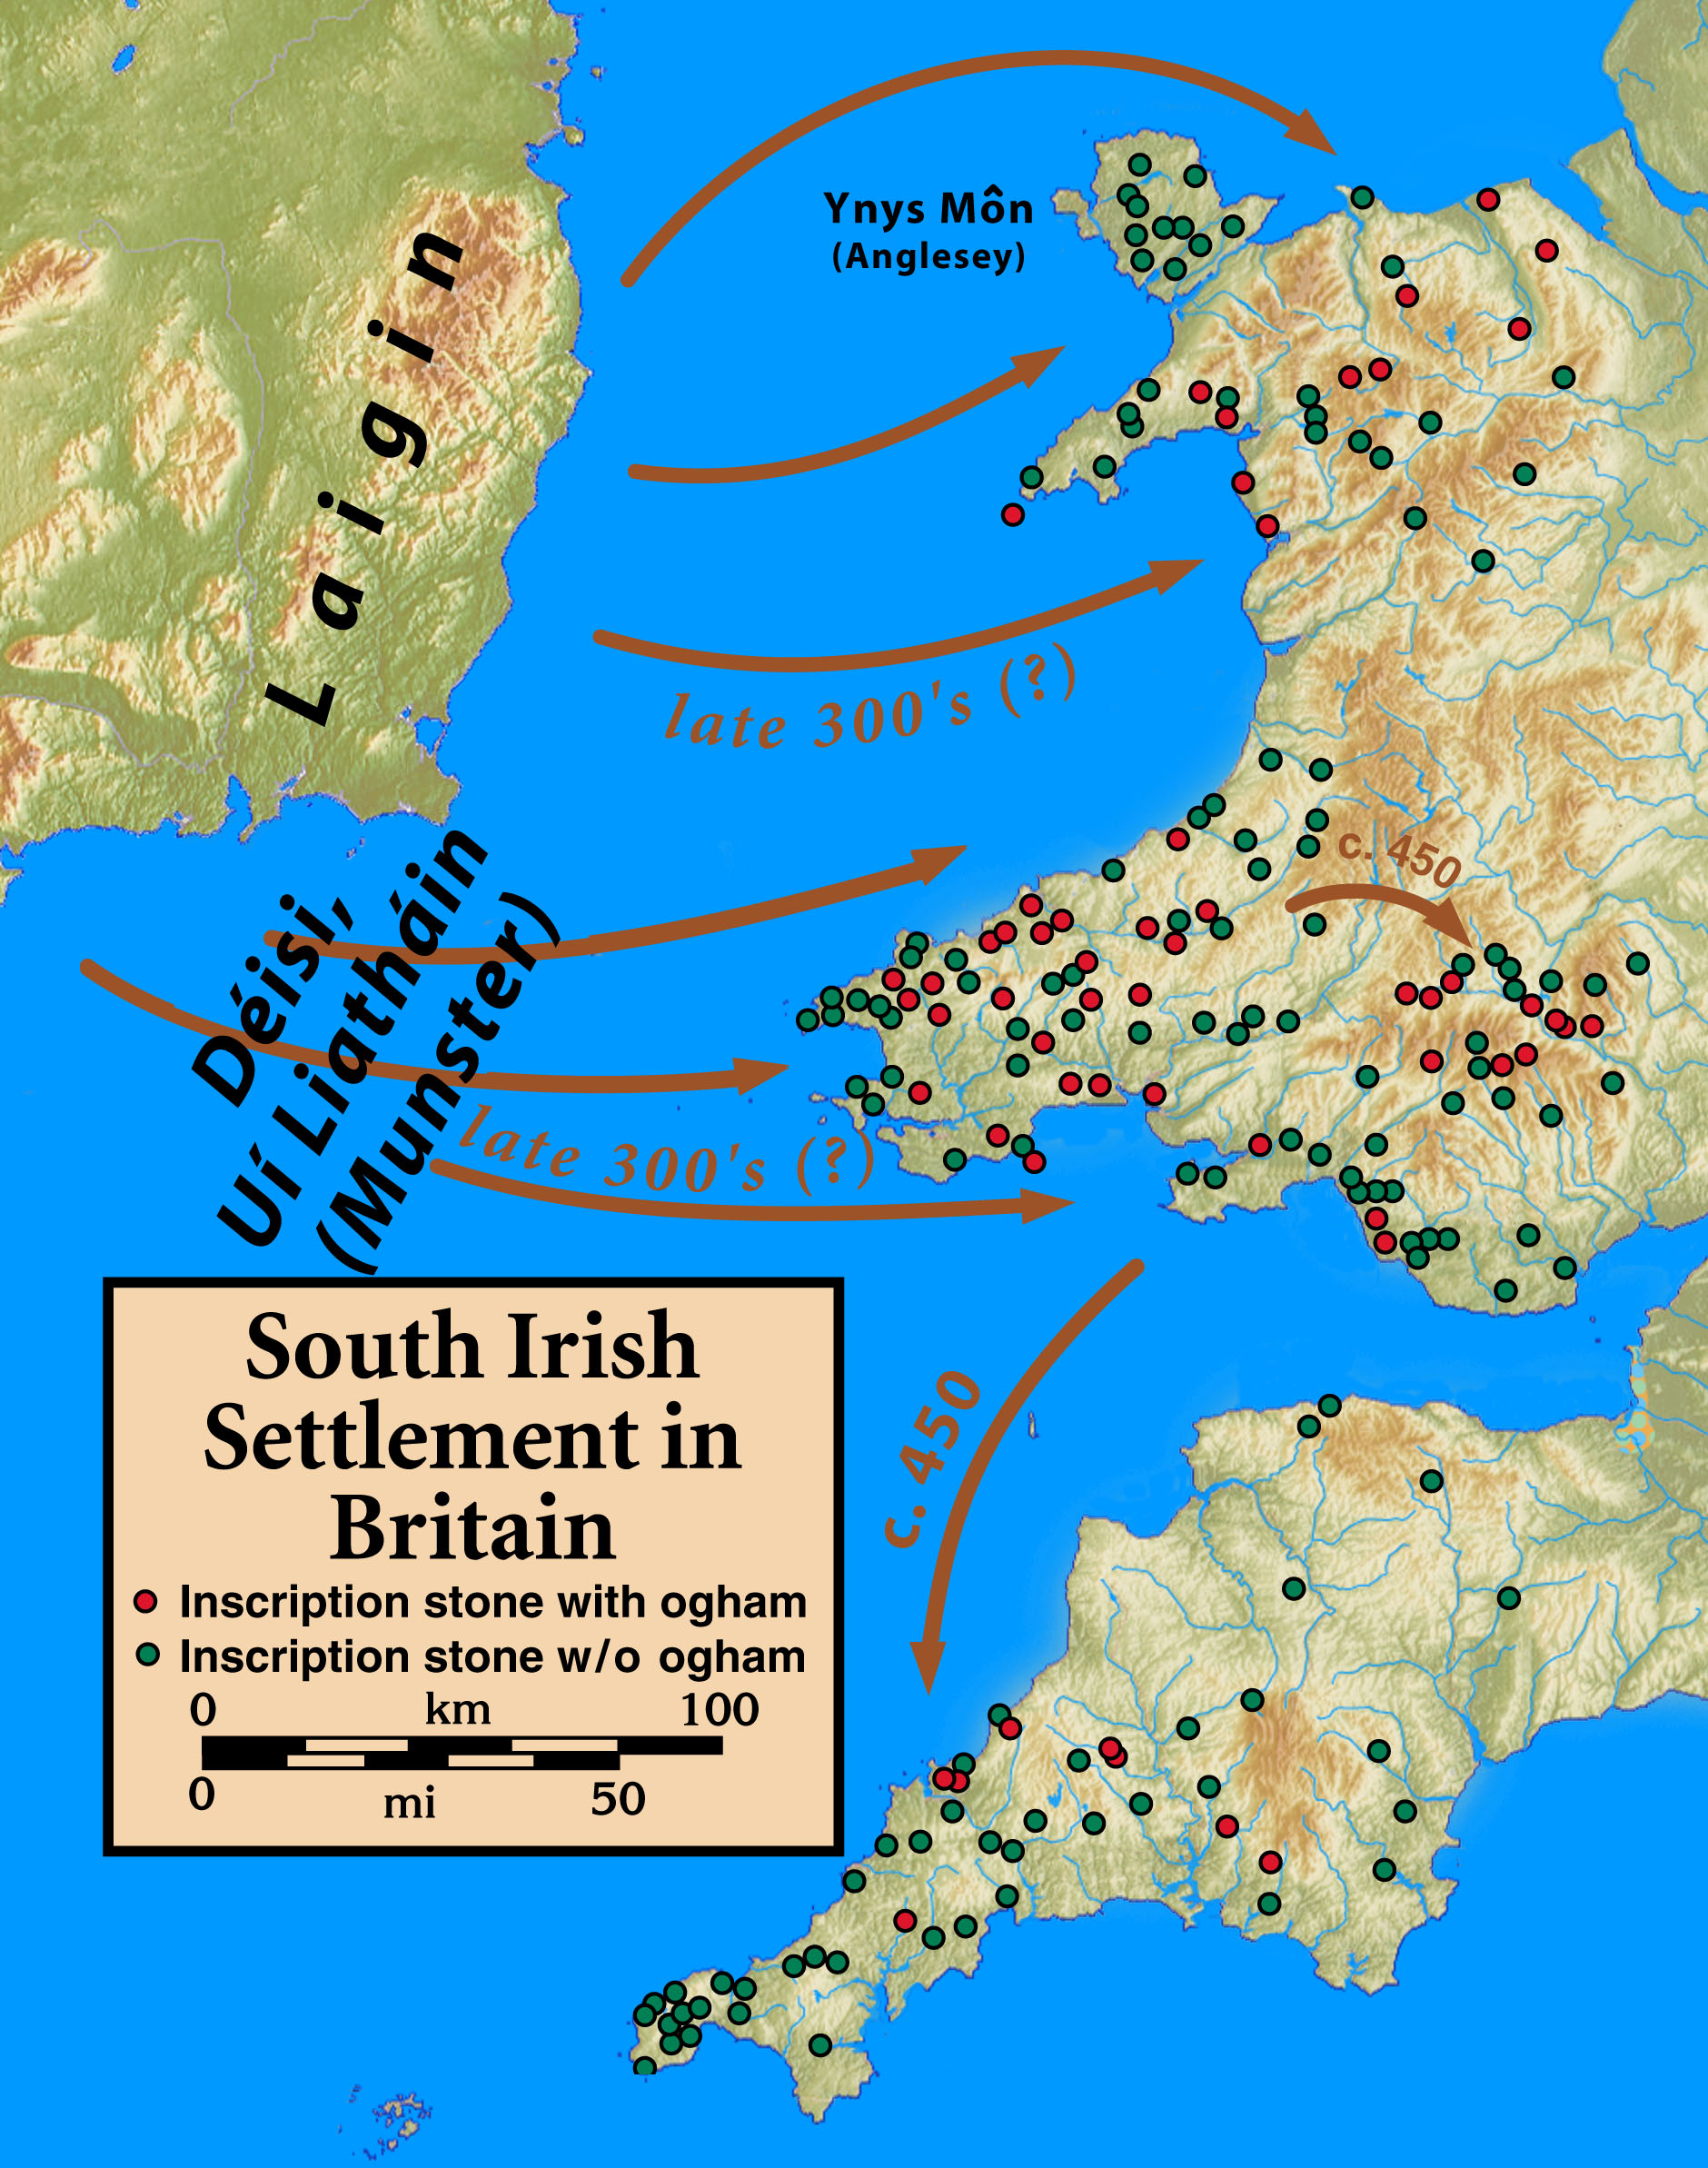 Ynys Môn
(Anglesey)
Laigin
late 300's (?)
c. 450
Déisi,
Uí Liatháin
(Munster)
late 300's (?)
c. 450
South Irish
Settlement in
Britain
Inscription stone with ogham
Inscription stone w/o ogham
0 km 100
0 mi 50